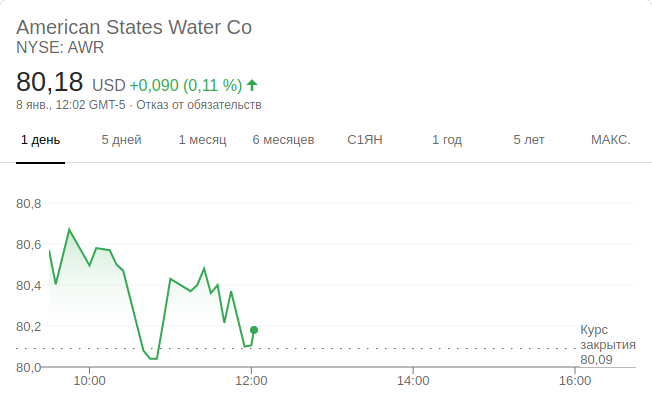 American States Water Co
NYSE: AWR
80,18 USD +0,090 (0,11 %)
8 янв., 12:02 GMT-5 · Отказ от обязательств
1 день 5 дней 1 месяц 6 месяцев С1ЯН 1 год 5 лет МАКС.
80,8
80,6
80,4
80,2
Курс
закрытия
80,09
80,0
10:00 12:00 14:00 16:00